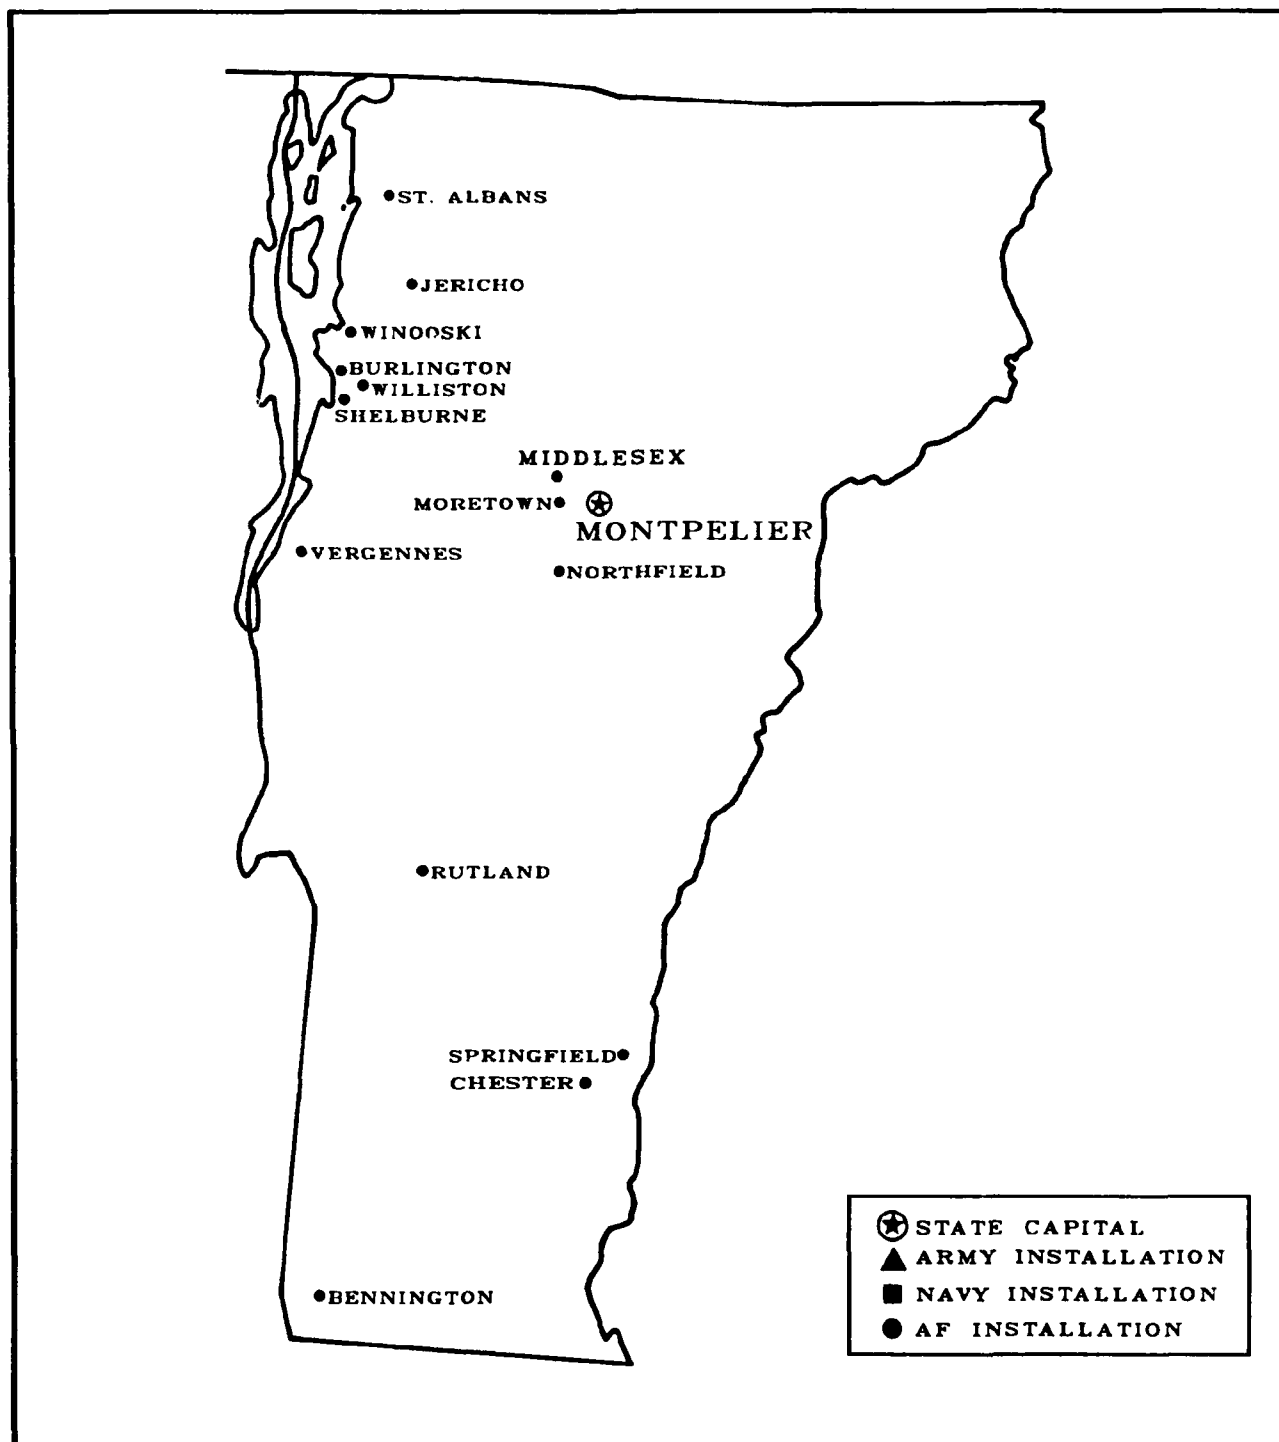 ST. ALBANS
JERICHO
WINOOSKI
BURLINGTON
WILLISTON
SHELBURNE
MIDDLESEX
MORETOWN
MONTPELIER
VERGENNES
NORTHFIELD
RUTLAND
SPRINGFIELD
CHESTER
BENNINGTON
STATE CAPITAL
ARMY INSTALLATION
NAVY INSTALLATION
AF INSTALLATION